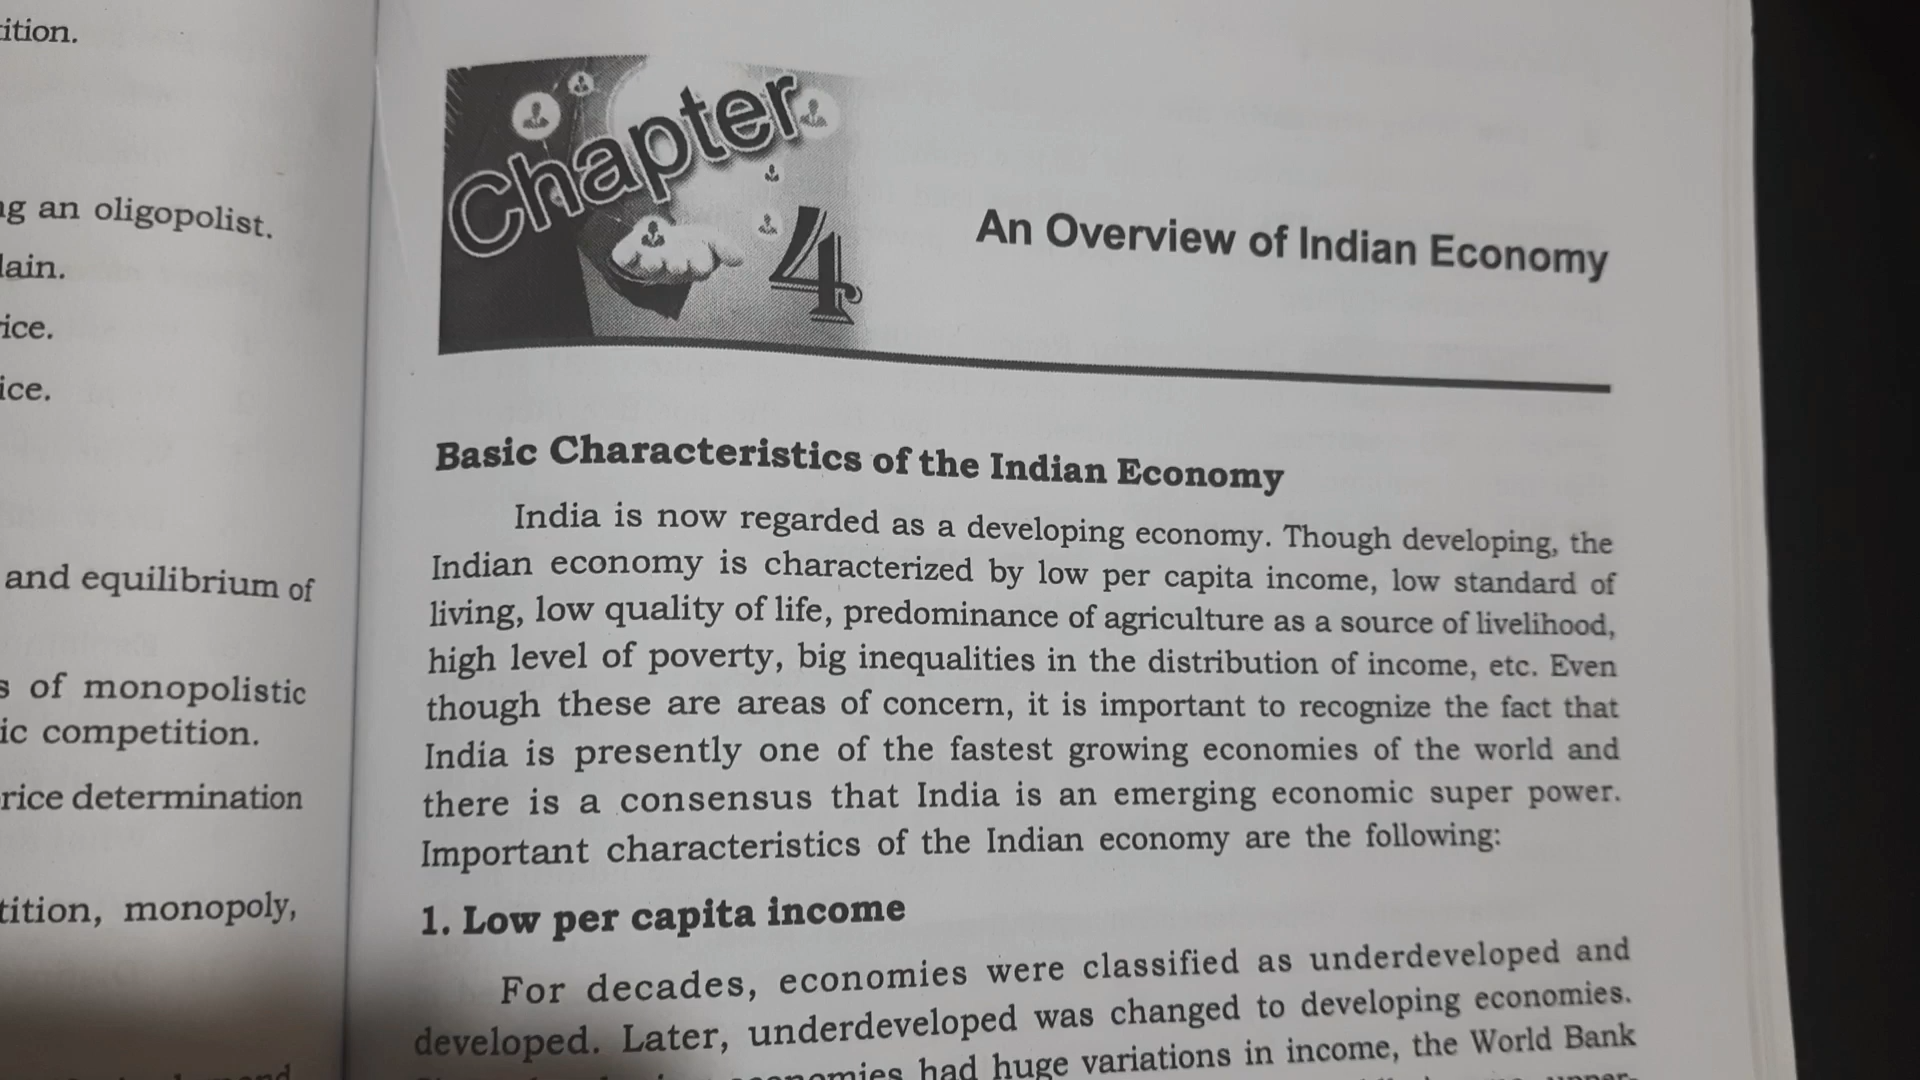 ition.
an oligopolist.
and equilibrium of
of monopolistic
competition.
determination
monopoly,
Chapter
4
An Overview of Indian Economy
Basic Characteristics of the Indian Economy
India is now regarded as a developing economy. Though developing, the
Indian economy is characterized by low per capita income, low standard of
living, low quality of life, predominance of agriculture as a source of livelihood,
high level of poverty, big inequalities in the distribution of income, etc. Even
though these are areas of concern, it is important to recognize the fact that
India is presently one of the fastest growing economies of the world and
there is a consensus that India is an emerging economic super power.
Important characteristics of the Indian economy are the following:
1. Low per capita income
For decades, economies were classified as underdeveloped and
developed. Later, underdeveloped was changed to developing economies.
had huge variations in income, the World Bank